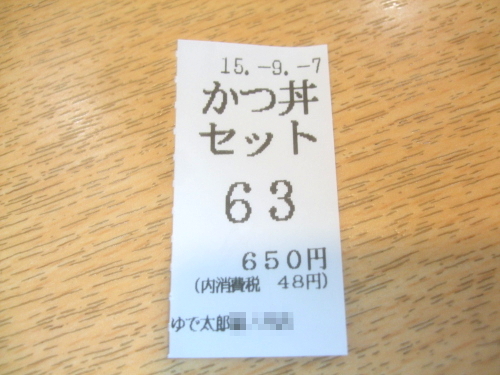 15.-9.-7
かつ丼
セット
63
650円
(内消費税 48円)
ゆで太郎